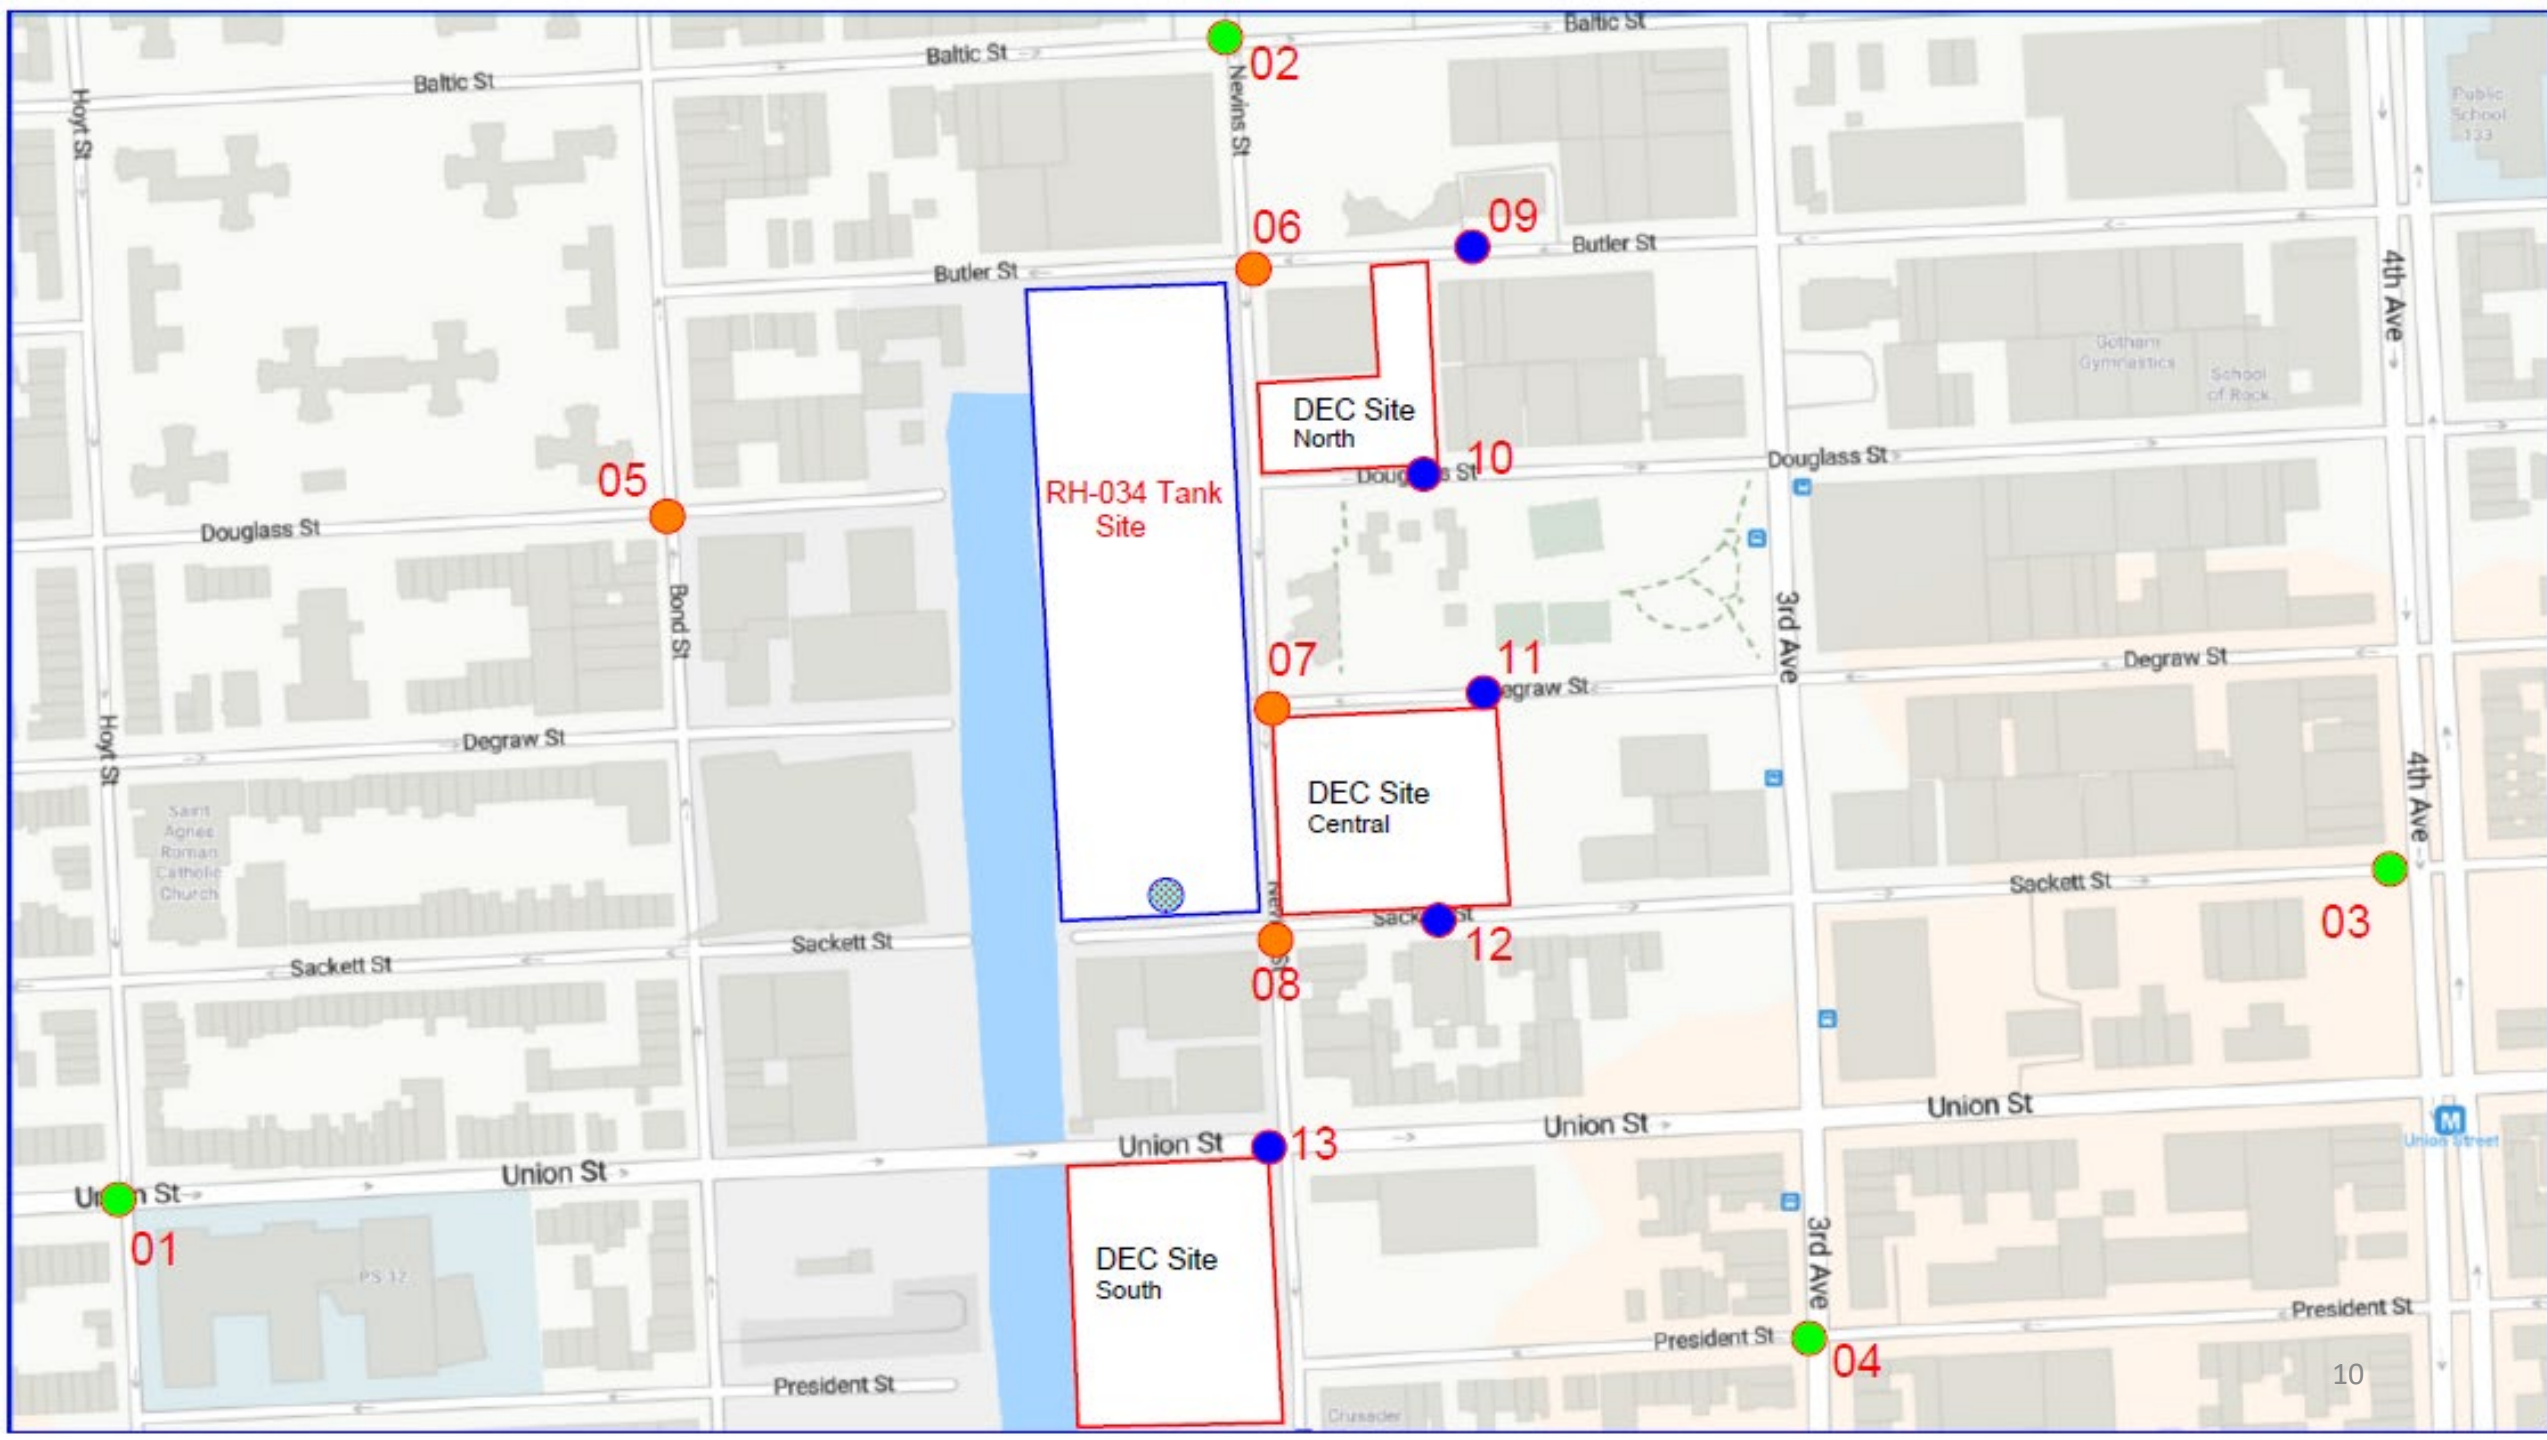 Baltic St
Baltic St
Baltic St
02
Hoyt St
Nevins St
Public
School
133
09
06
Butler St
Butler St
4th Ave
Gotham
Gymnastics
School
of Rock
DEC Site
North
10
Douglass St
05
RH-034 Tank
Site
Douglass St
Bond St
3rd Ave
07
11
egraw St
Degraw St
Degraw St
Hoyt St
4th Ave
DEC Site
Central
Saint
Agnes
Roman
Catholic
Church
Sackett St
03
12
Sackett St
Sackett St
08
Union St
Union St
Union St
Union St
13
Union Street
M
01
DEC Site
South
PS 32
3rd Ave
President St
President St
04
10
President St
Crusader